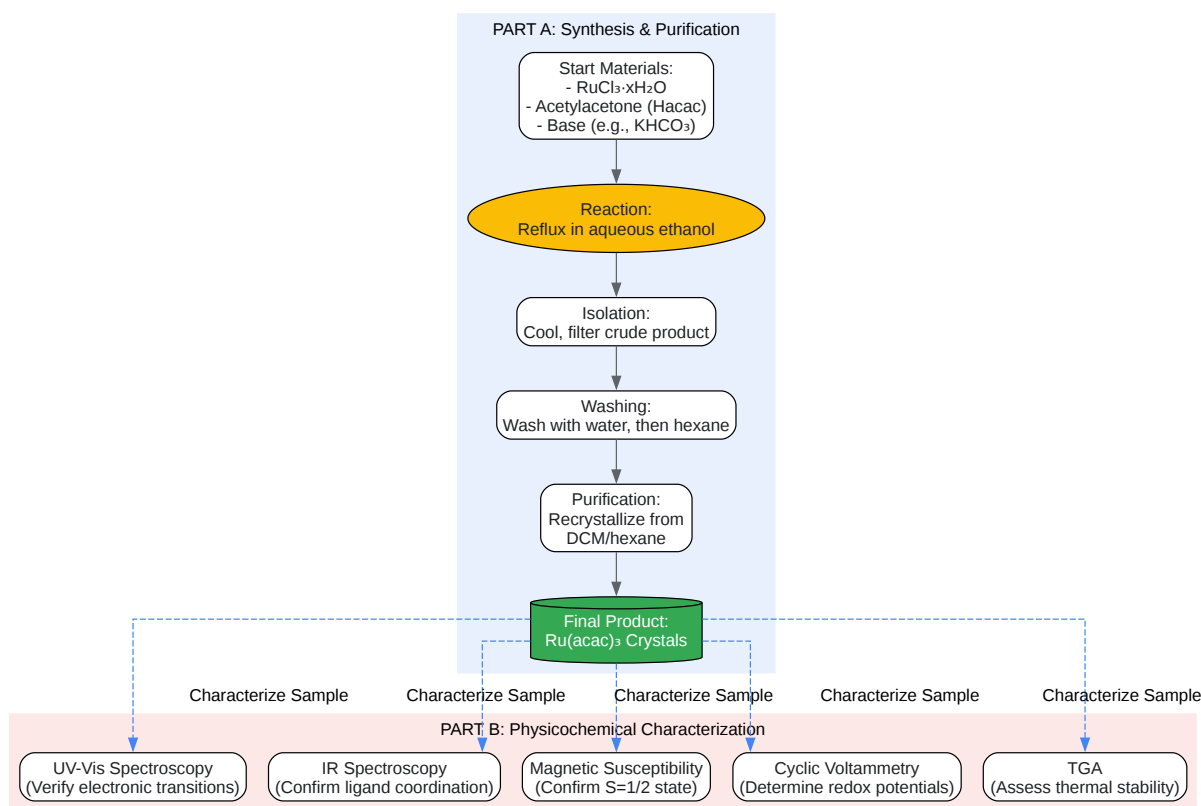 PART A: Synthesis & Purification
Start Materials:
- RuCl₃·xH₂O
- Acetylacetone (Hacac)
- Base (e.g., KHCO₃)
Reaction:
Reflux in aqueous ethanol
Isolation:
Cool, filter crude product
Washing:
Wash with water, then hexane
Purification:
Recrystallize from
DCM/hexane
Final Product:
Ru(acac)₃ Crystals
Characterize Sample
Characterize Sample
Characterize Sample
Characterize Sample
Characterize Sample
PART B: Physicochemical Characterization
UV-Vis Spectroscopy
(Verify electronic transitions)
IR Spectroscopy
(Confirm ligand coordination)
Magnetic Susceptibility
(Confirm S=1/2 state)
Cyclic Voltammetry
(Determine redox potentials)
TGA
(Assess thermal stability)